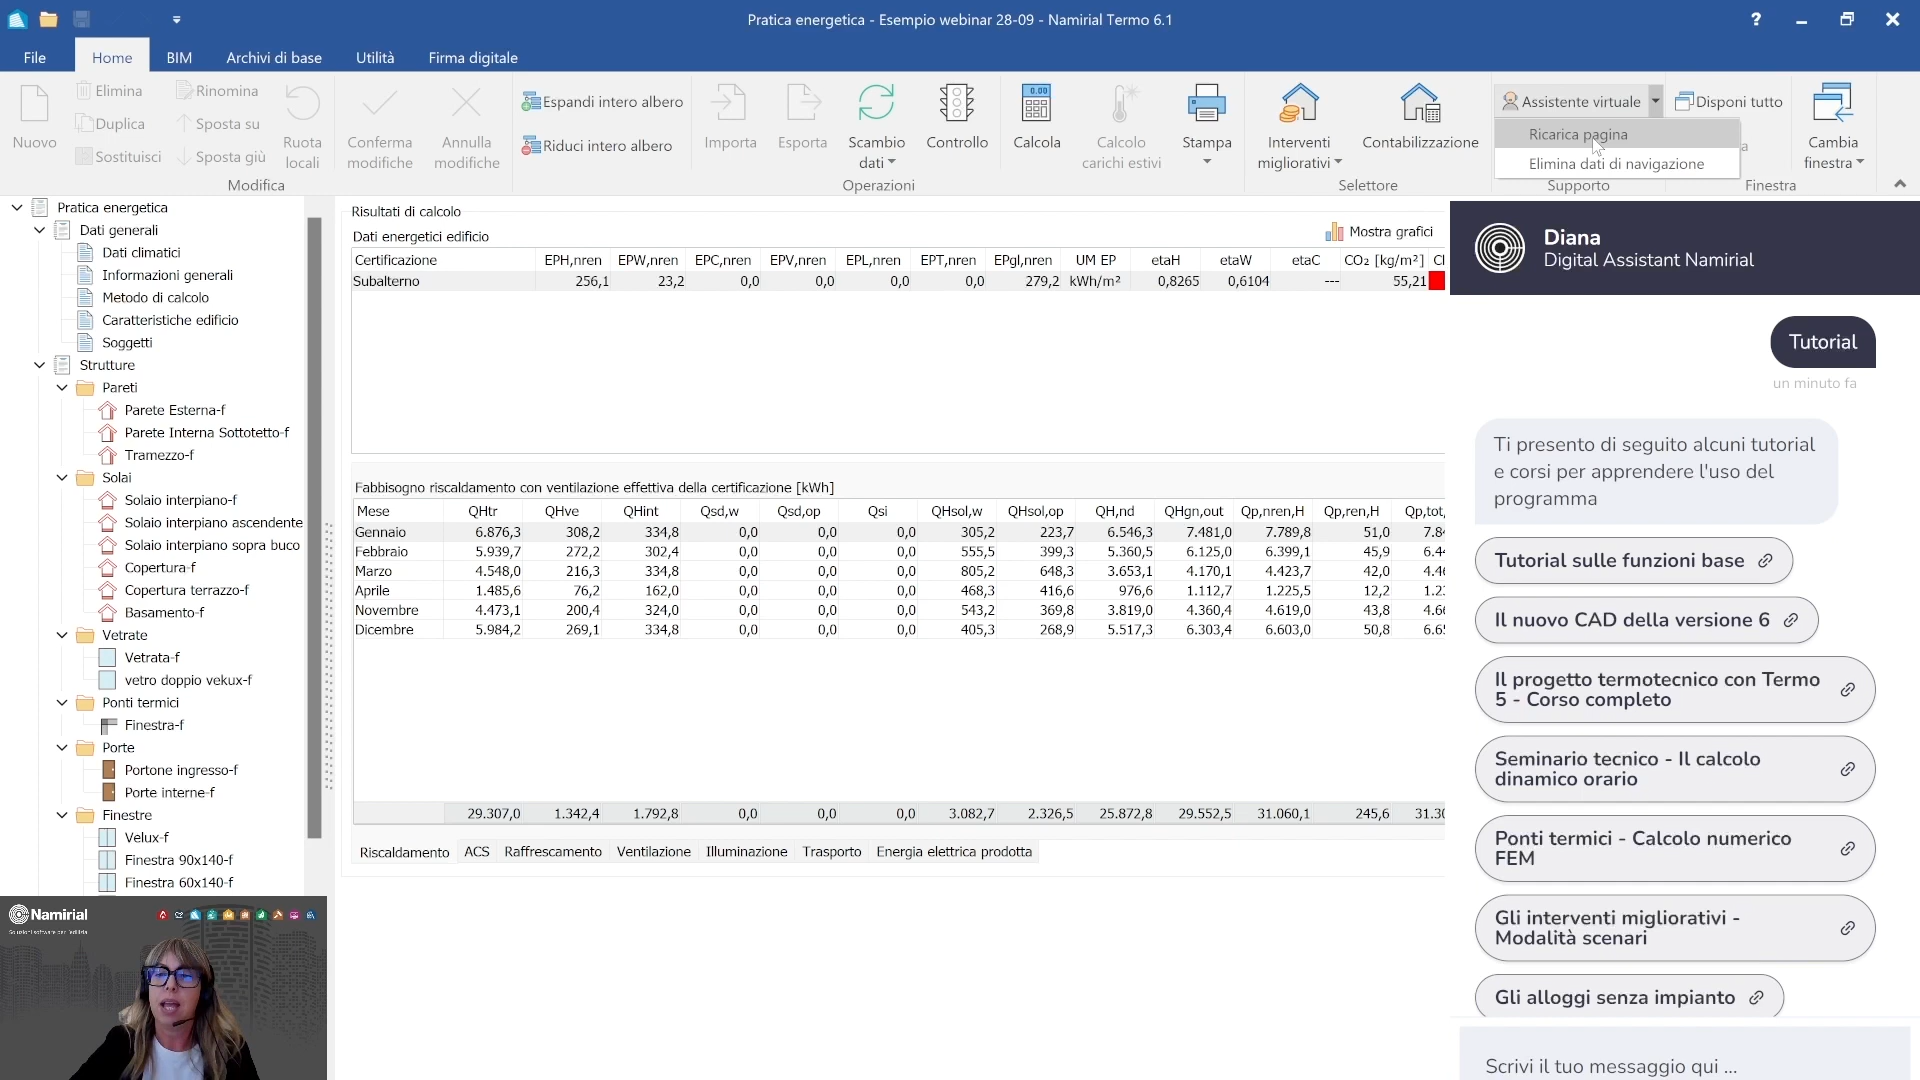 Pratica energetica - Esempio webinar 28-09 - Namirial Termo 6.1
File Home BIM Archivi di base Utilità Firma digitale
Nuovo
Elimina
Duplica
Sostituisci
Rinomina
Sposta su
Sposta giù
Ruota
locali
Modifica
Conferma
modifiche
Annulla
modifiche
Espandi intero albero
Riduci intero albero
Importa
Esporta
Scambio
dati
Controllo
Operazioni
Calcola
Calcolo
carichi estivi
Stampa
Interventi
migliorativi
Contabilizzazione
Selettore
Assistente virtuale
Ricarica pagina
Elimina dati di navigazione
Supporto
Disponi tutto
Cambia
finestra
Finestra
Pratica energetica
Dati generali
Dati climatici
Informazioni generali
Metodo di calcolo
Caratteristiche edificio
Soggetti
Strutture
Pareti
Parete Esterna-f
Parete Interna Sottotetto-f
Tramezzo-f
Solai
Solaio interpiano-f
Solaio interpiano ascendente
Solaio interpiano sopra buco
Copertura-f
Copertura terrazzo-f
Basamento-f
Vetrate
Vetrata-f
vetro doppio vekux-f
Ponti termici
Finestra-f
Porte
Portone ingresso-f
Porte interne-f
Finestre
Velux-f
Finestra 90x140-f
Finestra 60x140-f
Namirial
Soluzioni software per l'edilizia
Risultati di calcolo
Dati energetici edificio
Mostra grafici
Certificazione EPH,nren EPW,nren EPC,nren EPV,nren EPL,nren EPT,nren EPgl,nren UM EP etaH etaW etaC CO₂ [kg/m²] Cl
Subalterno 256,1 23,2 0,0 0,0 0,0 0,0 279,2 kWh/m² 0,8265 0,6104 --- 55,21
Fabbisogno riscaldamento con ventilazione effettiva della certificazione [kWh]
Mese QHtr QHve QHint Qsd,w Qsd,op Qsi QHsol,w QHsol,op QH,nd QHgn,out Qp,nren,H Qp,ren,H Qp,tot,
Gennaio 6.876,3 308,2 334,8 0,0 0,0 0,0 305,2 223,7 6.546,3 7.481,0 7.789,8 51,0 7.84
Febbraio 5.939,7 272,2 302,4 0,0 0,0 0,0 555,5 399,3 5.360,5 6.125,0 6.399,1 45,9 6.44
Marzo 4.548,0 216,3 334,8 0,0 0,0 0,0 805,2 648,3 3.653,1 4.170,1 4.423,7 42,0 4.46
Aprile 1.485,6 76,2 162,0 0,0 0,0 0,0 468,3 416,6 976,6 1.112,7 1.225,5 12,2 1.23
Novembre 4.473,1 200,4 324,0 0,0 0,0 0,0 543,2 369,8 3.819,0 4.360,4 4.619,0 43,8 4.66
Dicembre 5.984,2 269,1 334,8 0,0 0,0 0,0 405,3 268,9 5.517,3 6.303,4 6.603,0 50,8 6.65
29.307,0 1.342,4 1.792,8 0,0 0,0 0,0 3.082,7 2.326,5 25.872,8 29.552,5 31.060,1 245,6 31.30
Riscaldamento ACS Raffrescamento Ventilazione Illuminazione Trasporto Energia elettrica prodotta
Diana
Digital Assistant Namirial
Tutorial
un minuto fa
Ti presento di seguito alcuni tutorial
e corsi per apprendere l'uso del
programma
Tutorial sulle funzioni base
Il nuovo CAD della versione 6
Il progetto termotecnico con Termo
5 - Corso completo
Seminario tecnico - Il calcolo
dinamico orario
Ponti termici - Calcolo numerico
FEM
Gli interventi migliorativi -
Modalità scenari
Gli alloggi senza impianto
Scrivi il tuo messaggio qui ...